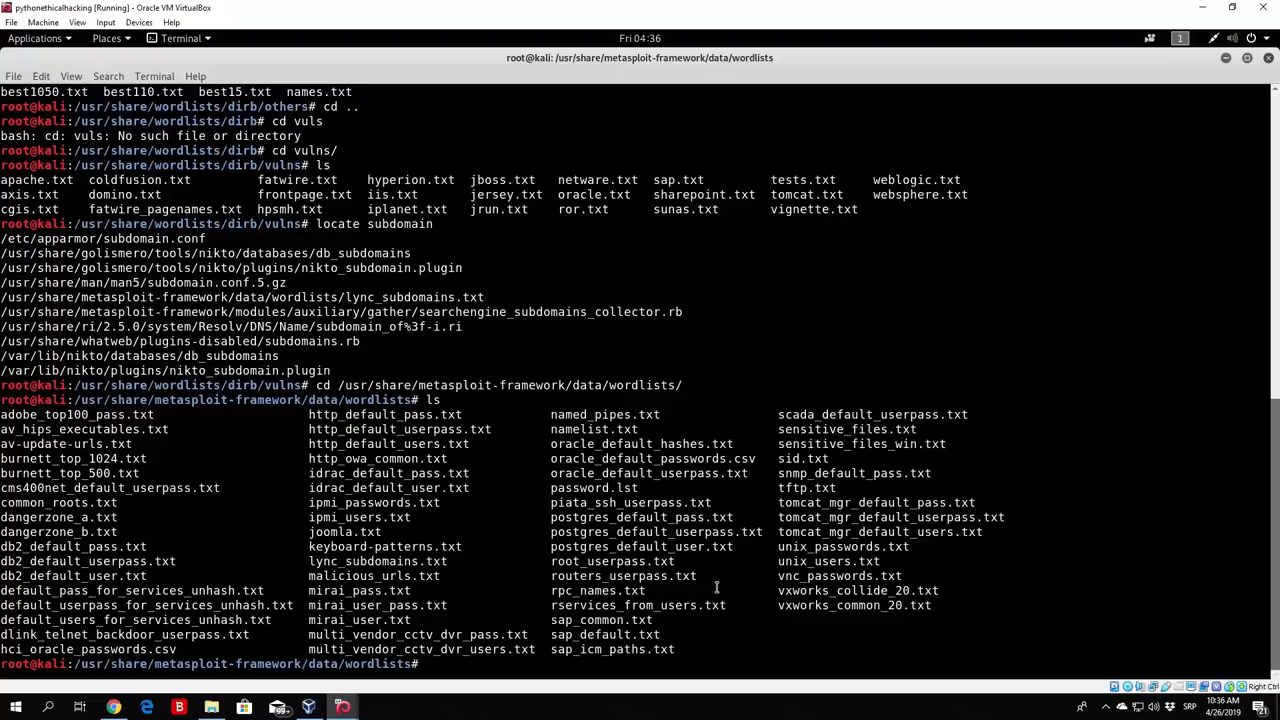 pythonethicalhacking [Running] - Oracle VM VirtualBox
File Machine View Input Devices Help
Applications Places Terminal Fri 04:36 1
root@kali: /usr/share/metasploit-framework/data/wordlists
File Edit View Search Terminal Help
best1050.txt best110.txt best15.txt names.txt
root@kali:/usr/share/wordlists/dirb/others# cd ..
root@kali:/usr/share/wordlists/dirb# cd vuls
bash: cd: vuls: No such file or directory
root@kali:/usr/share/wordlists/dirb# cd vulns/
root@kali:/usr/share/wordlists/dirb/vulns# ls
apache.txt coldfusion.txt fatwire.txt hyperion.txt jboss.txt netware.txt sap.txt tests.txt weblogic.txt
axis.txt domino.txt frontpage.txt iis.txt jersey.txt oracle.txt sharepoint.txt tomcat.txt websphere.txt
cgis.txt fatwire_pagenames.txt hpsmh.txt iplanet.txt jrun.txt ror.txt sunas.txt vignette.txt
root@kali:/usr/share/wordlists/dirb/vulns# locate subdomain
/etc/apparmor/subdomain.conf
/usr/share/golismero/tools/nikto/databases/db_subdomains
/usr/share/golismero/tools/nikto/plugins/nikto_subdomain.plugin
/usr/share/man/man5/subdomain.conf.5.gz
/usr/share/metasploit-framework/data/wordlists/lync_subdomains.txt
/usr/share/metasploit-framework/modules/auxiliary/gather/searchengine_subdomains_collector.rb
/usr/share/ri/2.5.0/system/Resolv/DNS/Name/subdomain_of%3f-i.ri
/usr/share/whatweb/plugins-disabled/subdomains.rb
/var/lib/nikto/databases/db_subdomains
/var/lib/nikto/plugins/nikto_subdomain.plugin
root@kali:/usr/share/wordlists/dirb/vulns# cd /usr/share/metasploit-framework/data/wordlists/
root@kali:/usr/share/metasploit-framework/data/wordlists# ls
adobe_top100_pass.txt http_default_pass.txt named_pipes.txt scada_default_userpass.txt
av_hips_executables.txt http_default_userpass.txt namelist.txt sensitive_files.txt
av-update-urls.txt http_default_users.txt oracle_default_hashes.txt sensitive_files_win.txt
burnett_top_1024.txt http_owa_common.txt oracle_default_passwords.csv sid.txt
burnett_top_500.txt idrac_default_pass.txt oracle_default_userpass.txt snmp_default_pass.txt
cms400net_default_userpass.txt idrac_default_user.txt password.lst tftp.txt
common_roots.txt ipmi_passwords.txt piata_ssh_userpass.txt tomcat_mgr_default_pass.txt
dangerzone_a.txt ipmi_users.txt postgres_default_pass.txt tomcat_mgr_default_userpass.txt
dangerzone_b.txt joomla.txt postgres_default_userpass.txt tomcat_mgr_default_users.txt
db2_default_pass.txt keyboard-patterns.txt postgres_default_user.txt unix_passwords.txt
db2_default_userpass.txt lync_subdomains.txt root_userpass.txt unix_users.txt
db2_default_user.txt malicious_urls.txt routers_userpass.txt vnc_passwords.txt
default_pass_for_services_unhash.txt mirai_pass.txt rpc_names.txt vxworks_collide_20.txt
default_userpass_for_services_unhash.txt mirai_user_pass.txt rservices_from_users.txt vxworks_common_20.txt
default_users_for_services_unhash.txt mirai_user.txt sap_common.txt
dlink_telnet_backdoor_userpass.txt multi_vendor_cctv_dvr_pass.txt sap_default.txt
hci_oracle_passwords.csv multi_vendor_cctv_dvr_users.txt sap_icm_paths.txt
root@kali:/usr/share/metasploit-framework/data/wordlists#
Right Ctrl
B 99+ SRP 10:36 AM
4/26/2019 21